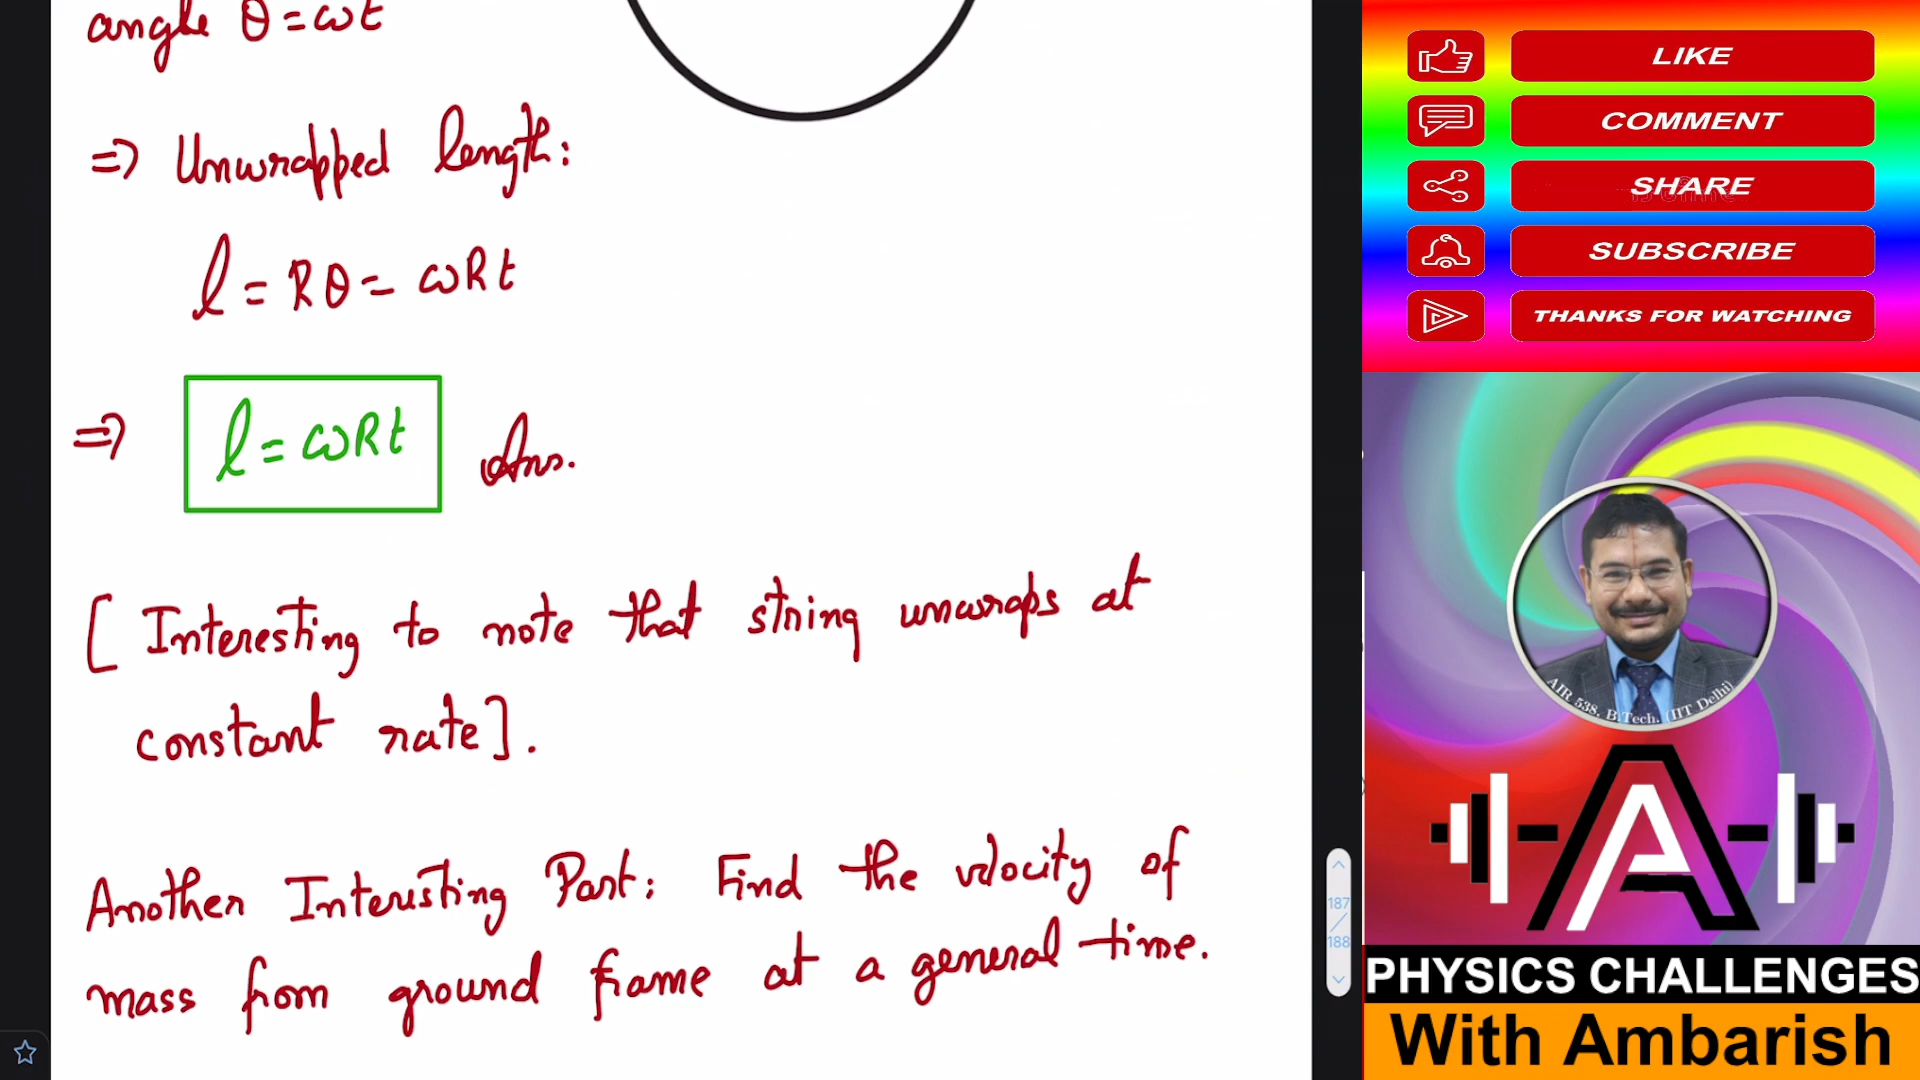 angle θ = ωt
⇒ Unwrapped length:
l = Rθ = ωRt
⇒ l = ωRt Ans.
[Interesting to note that string unwraps at
constant rate].
Another Interesting Part: Find the velocity of
mass from ground frame at a general time.
LIKE
COMMENT
SHARE
SUBSCRIBE
THANKS FOR WATCHING
187
188
AIR 538, B.Tech. (IIT Delhi)
A
PHYSICS CHALLENGES
With Ambarish